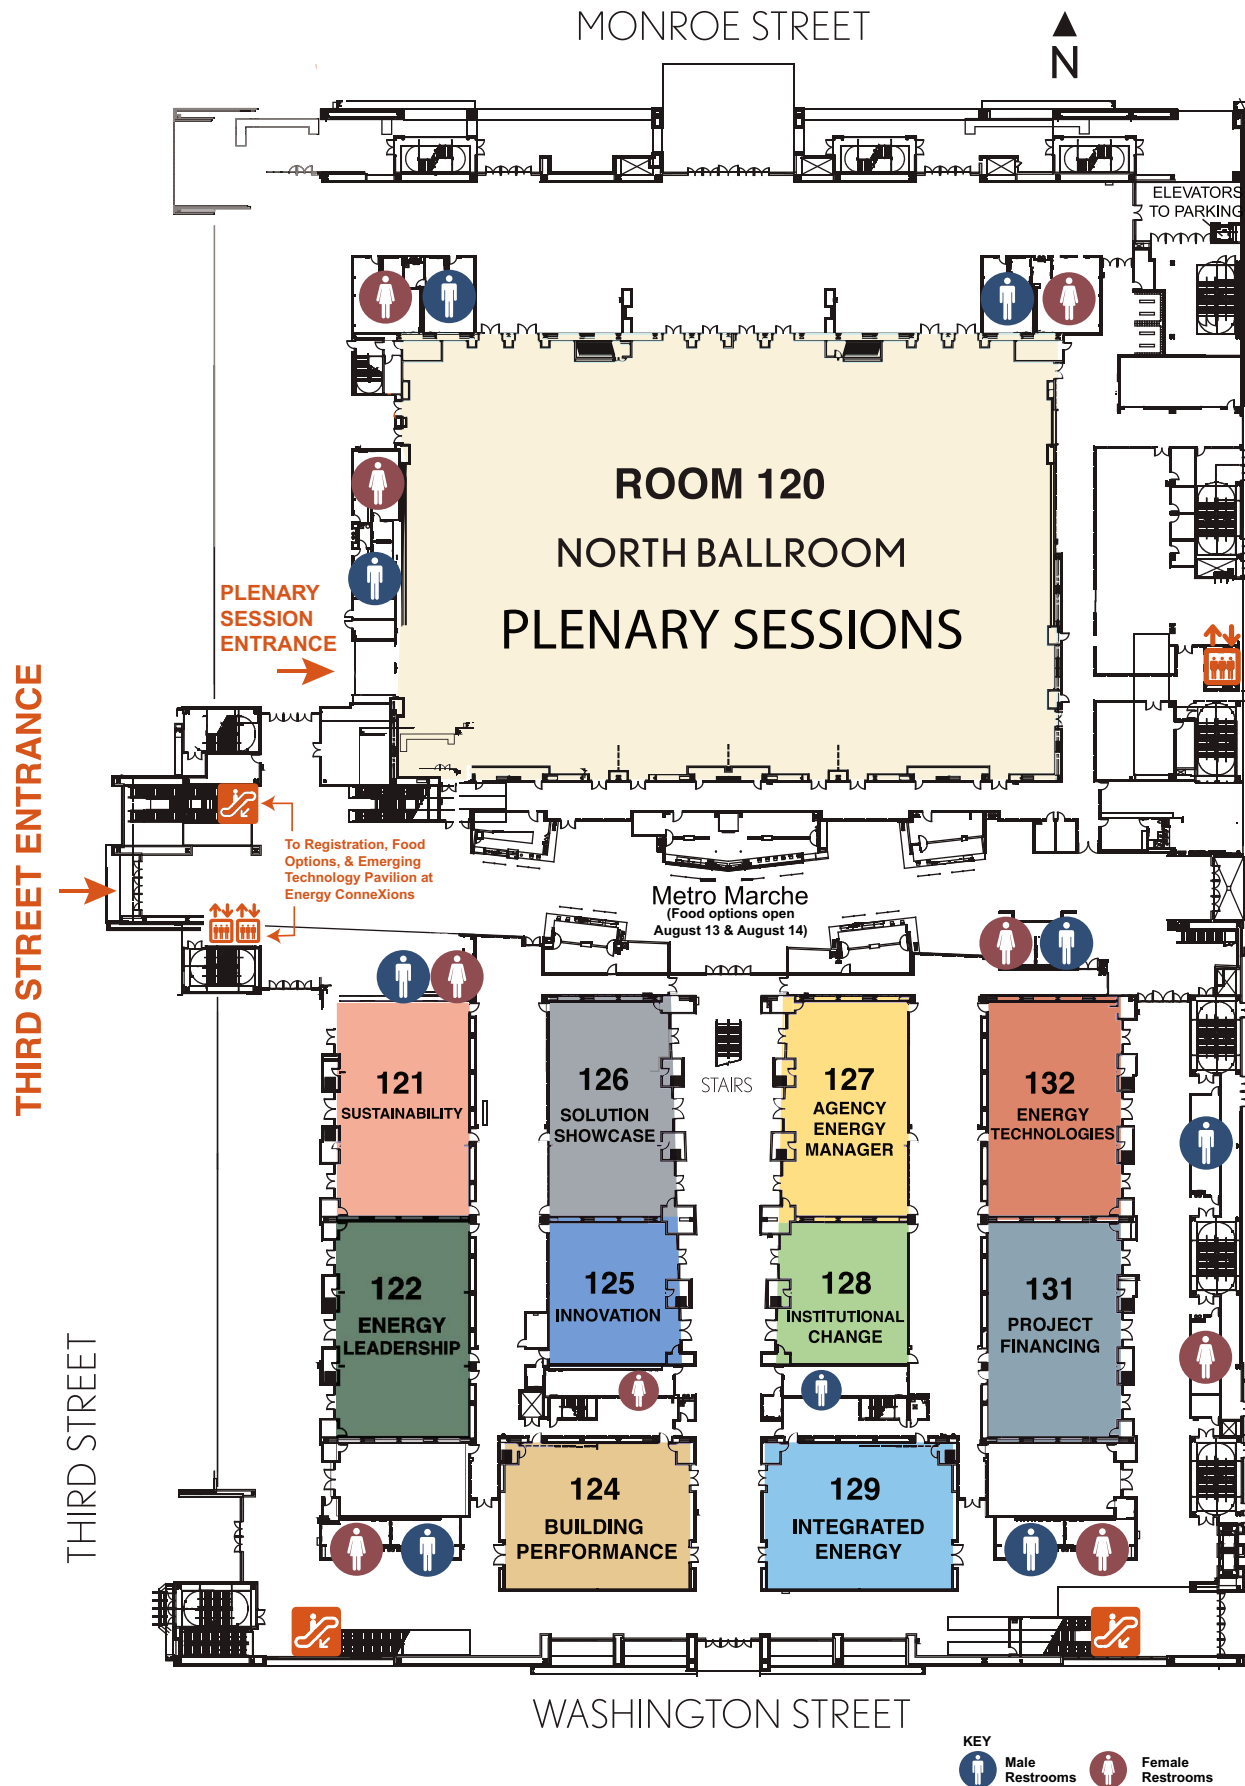 MONROE STREET
N
ELEVATORS
TO PARKING
ROOM 120
NORTH BALLROOM
PLENARY SESSIONS
PLENARY
SESSION
ENTRANCE
THIRD STREET ENTRANCE
To Registration, Food
Options, & Emerging
Technology Pavilion at
Energy ConneXions
Metro Marche
(Food options open
August 13 & August 14)
STAIRS
121
SUSTAINABILITY
126
SOLUTION
SHOWCASE
127
AGENCY
ENERGY
MANAGER
132
ENERGY
TECHNOLOGIES
122
ENERGY
LEADERSHIP
125
INNOVATION
128
INSTITUTIONAL
CHANGE
131
PROJECT
FINANCING
THIRD STREET
124
BUILDING
PERFORMANCE
129
INTEGRATED
ENERGY
WASHINGTON STREET
KEY
Male
Restrooms
Female
Restrooms